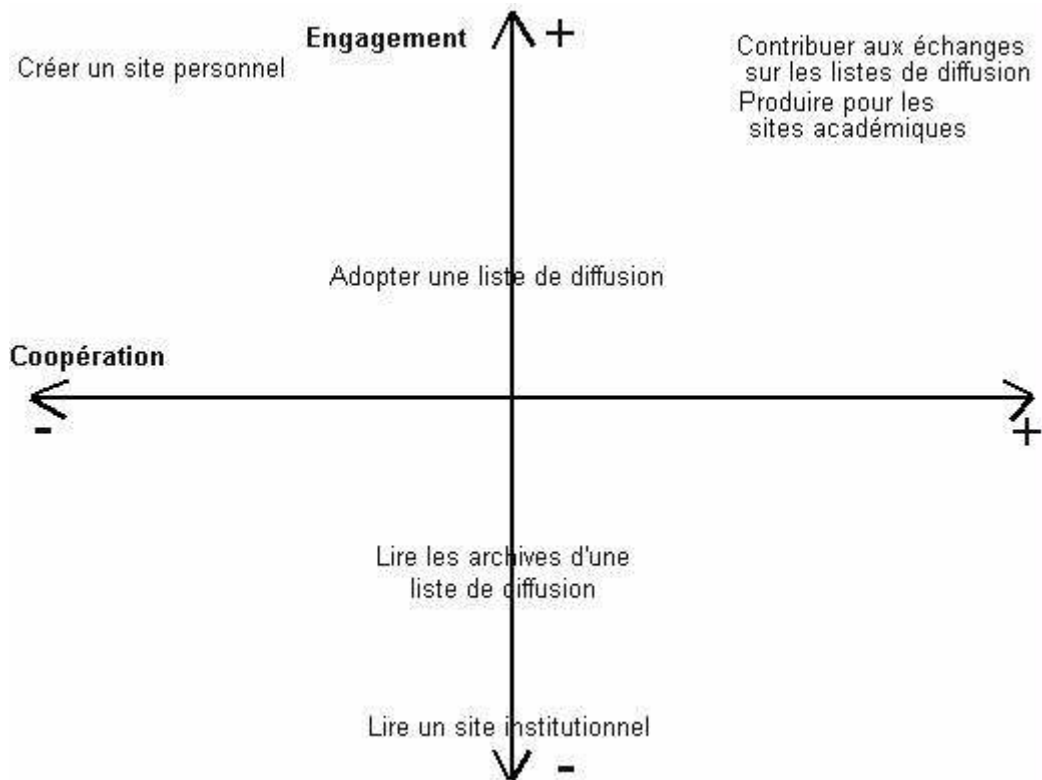 Engagement +
Créer un site personnel
Contribuer aux échanges
sur les listes de diffusion
Produire pour les
sites académiques
Adopter une liste de diffusion
Coopération
- +
Lire les archives d'une
liste de diffusion
Lire un site institutionnel
-